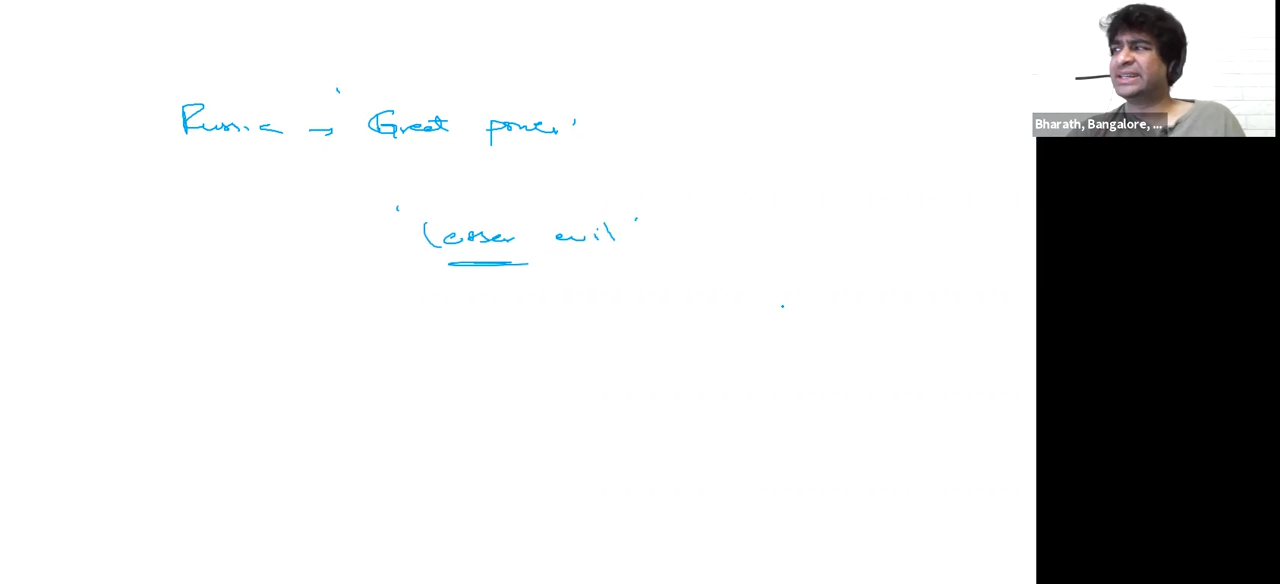 Russia → 'Great power'
Bharath, Bangalore, ...
'Lesser evil'